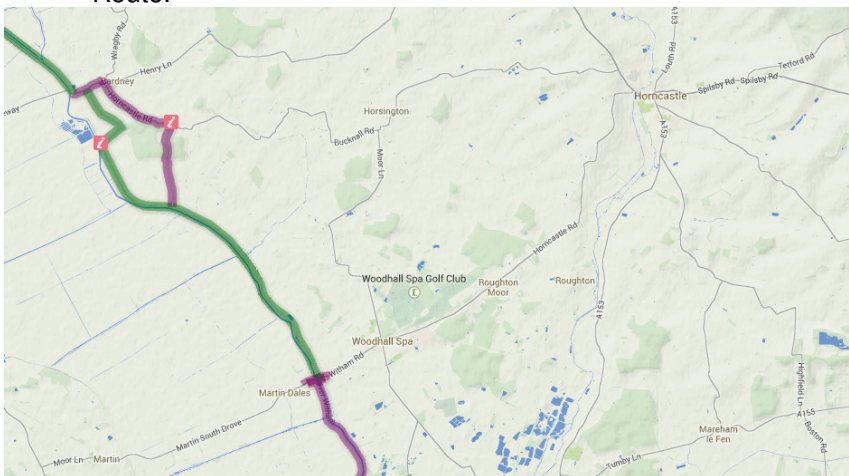 Route:
A153
Wragby Rd
Louth Rd
Tetford Rd
Henry Ln
Spilsby Rd
Spilsby Rd
Horncastle
Horncastle Rd
Horsington
Bucknall Rd
A153
Moor Ln
Horncastle Rd
Woodhall Spa Golf Club
Roughton
Moor
Roughton
A153
Woodhall Spa
Witham Rd
Martin Dales
Highfield Rd
A155
Martin South Drove
Mareham
le Fen
Boston Rd
Moor Ln
Martin
Tumby Ln